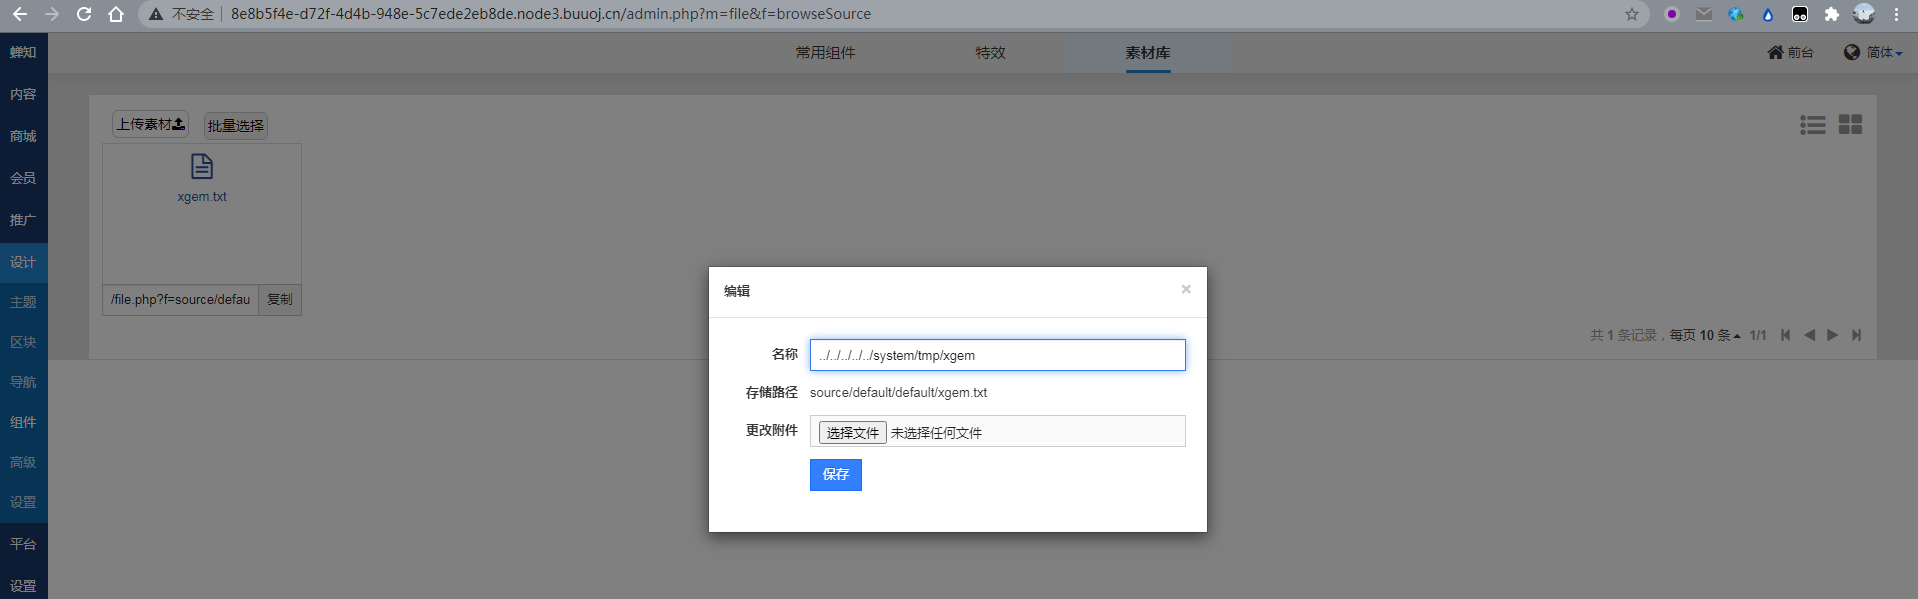 不安全 8e8b5f4e-d72f-4d4b-948e-5c7ede2eb8de.node3.buuoj.cn/admin.php?m=file&f=browseSource
蝉知
常用组件 特效 素材库 前台 简体
内容
商城
会员
推广
设计
主题
区块
导航
组件
高级
设置
平台
设置
上传素材 批量选择
xgem.txt
/file.php?f=source/defau 复制
共 1 条记录，每页 10 条 1/1
编辑 ×
名称 ../../../../../system/tmp/xgem
存储路径 source/default/default/xgem.txt
更改附件 选择文件 未选择任何文件
保存